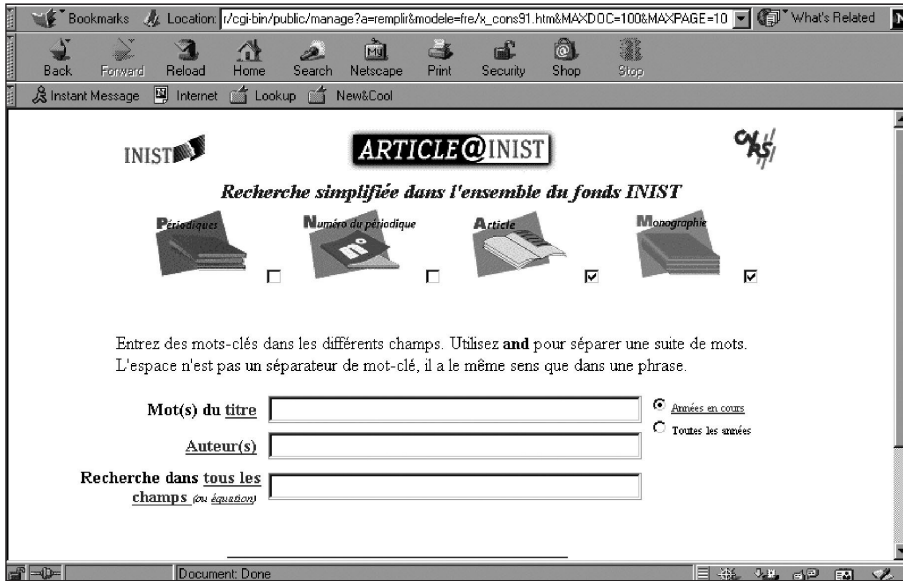 Bookmarks Location: r/cgi-bin/public/manage?a=remplir&modele=fre/x_cons91.htm&MAXDOC=100&MAXPAGE=10 What's Related N
Back Forward Reload Home Search Netscape Print Security Shop Stop
Instant Message Internet Lookup New&Cool
INIST ARTICLE@INIST CNRS
Recherche simplifiée dans l'ensemble du fonds INIST
Périodiques Numéro du périodique Article Monographie
Entrez des mots-clés dans les différents champs. Utilisez and pour séparer une suite de mots.
L'espace n'est pas un séparateur de mot-clé, il a le même sens que dans une phrase.
Mot(s) du titre Années en cours
Toutes les années
Auteur(s)
Recherche dans tous les
champs (ou équation)
Document: Done